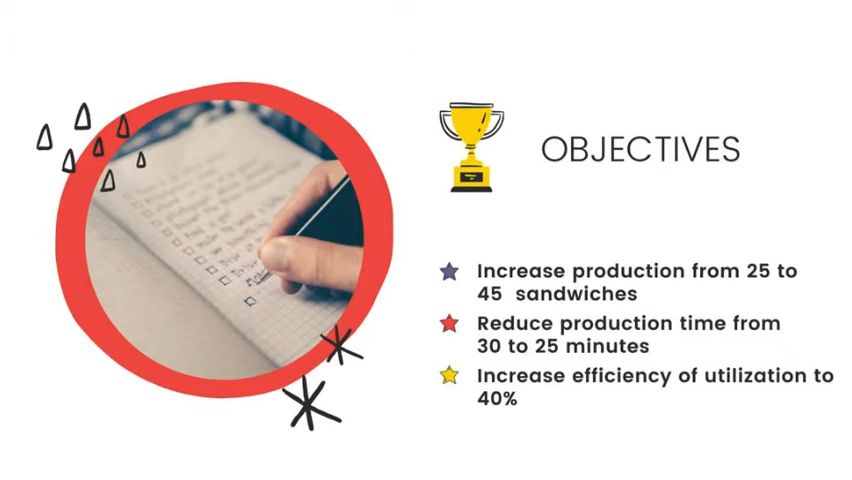 OBJECTIVES
Increase production from 25 to
45 sandwiches
Reduce production time from
30 to 25 minutes
Increase efficiency of utilization to
40%